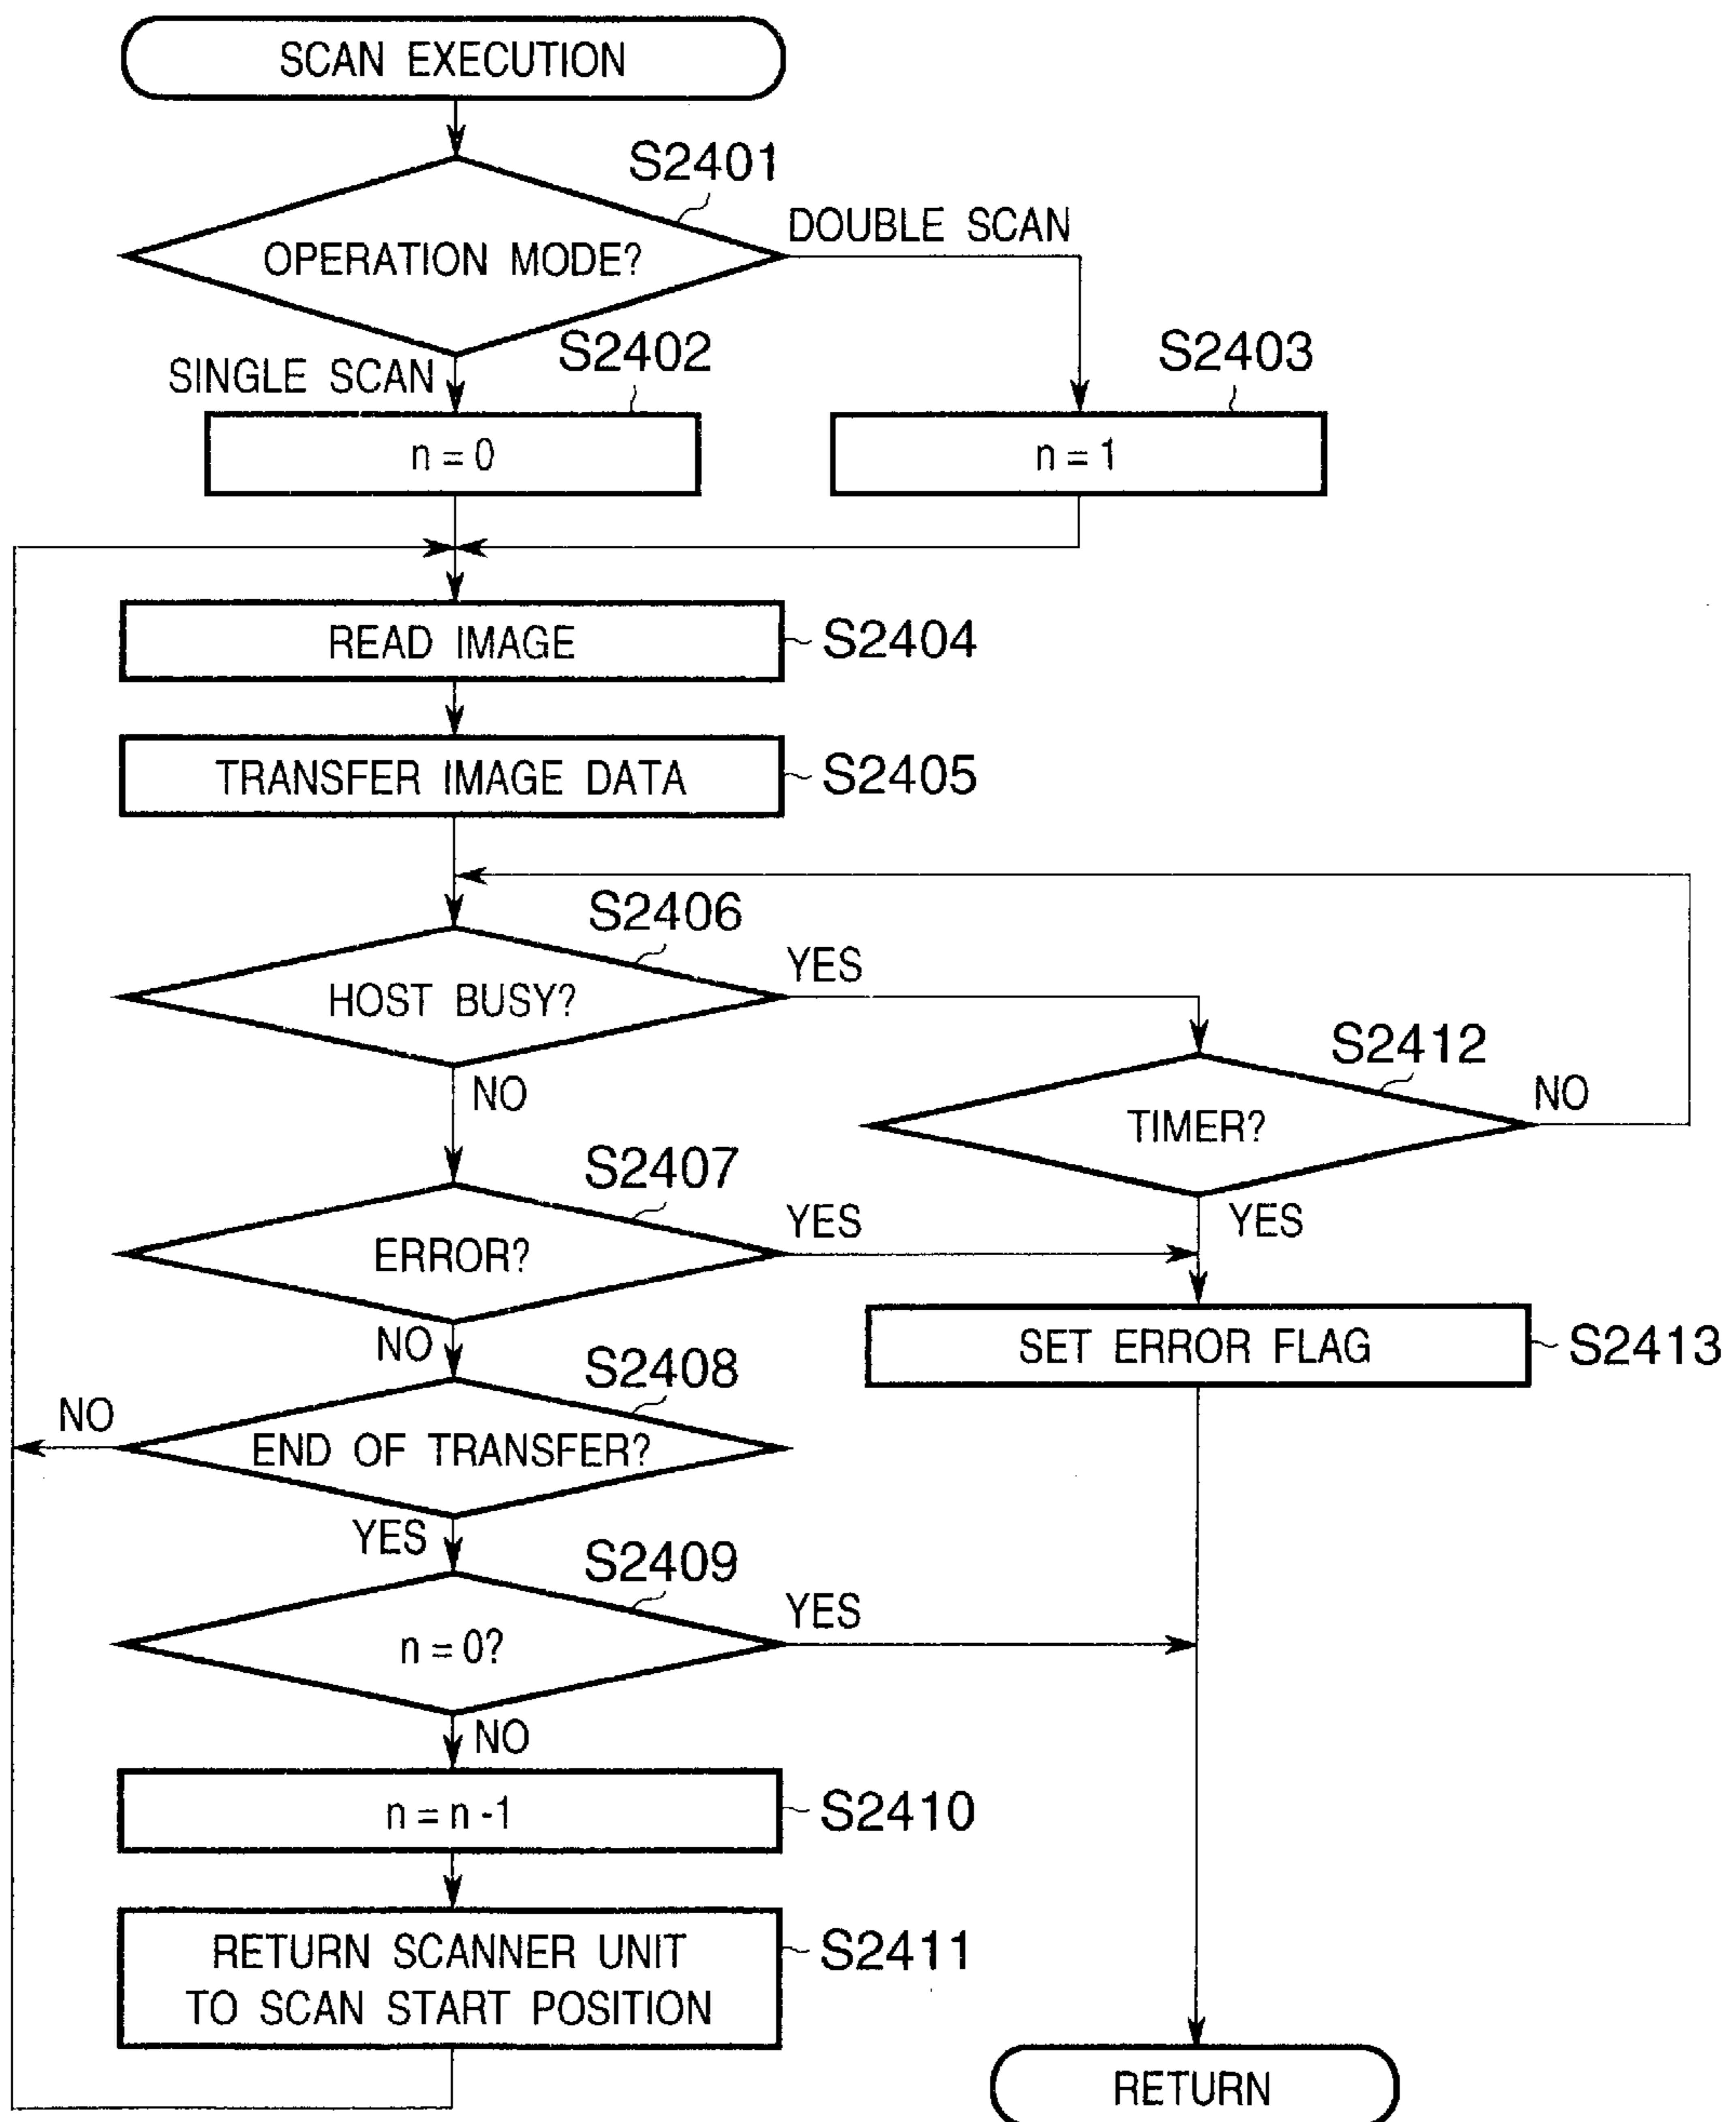 SCAN EXECUTION
S2401
OPERATION MODE?
DOUBLE SCAN
SINGLE SCAN
S2402
S2403
n = 0
n = 1
READ IMAGE
S2404
TRANSFER IMAGE DATA
S2405
S2406
HOST BUSY?
YES
NO
S2412
TIMER?
NO
YES
S2407
ERROR?
YES
NO
SET ERROR FLAG
S2413
S2408
END OF TRANSFER?
NO
YES
S2409
n = 0?
YES
NO
n = n -1
S2410
RETURN SCANNER UNIT
TO SCAN START POSITION
S2411
RETURN